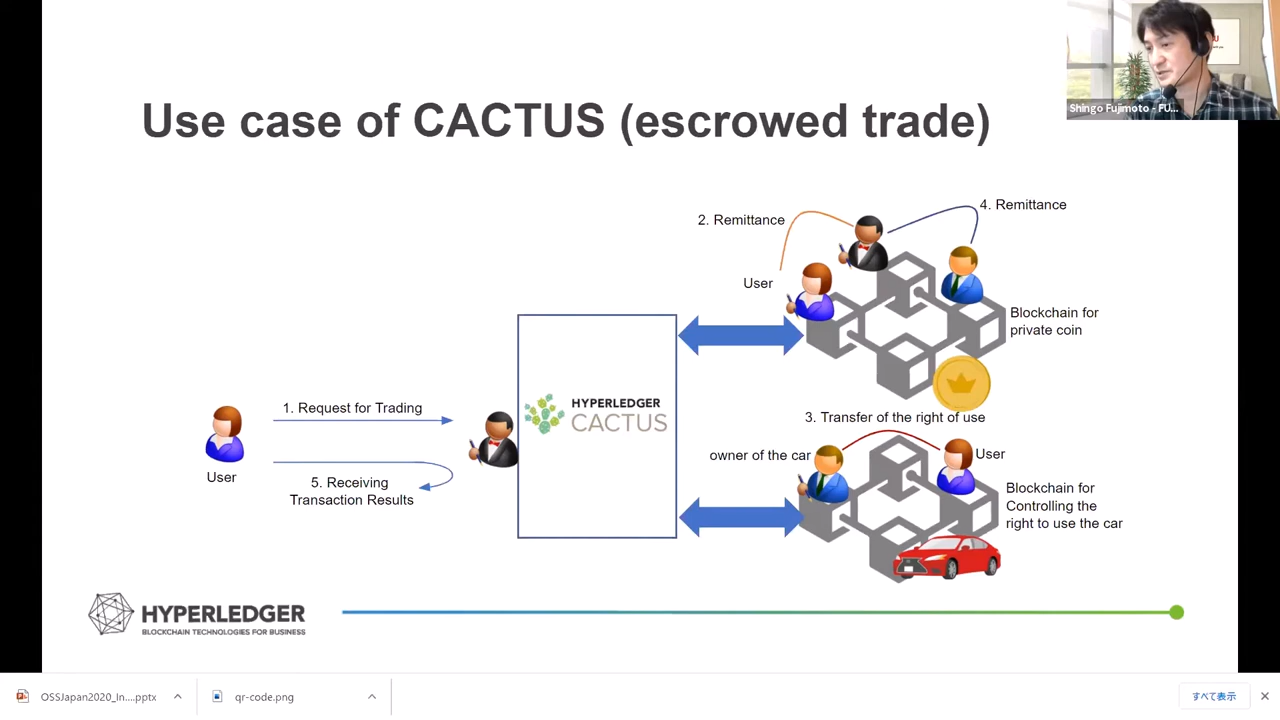 Shingo Fujimoto - FU...
Use case of CACTUS (escrowed trade)
2. Remittance
4. Remittance
User
Blockchain for
private coin
HYPERLEDGER
CACTUS
1. Request for Trading
User
5. Receiving
Transaction Results
3. Transfer of the right of use
owner of the car
User
Blockchain for
Controlling the
right to use the car
HYPERLEDGER
BLOCKCHAIN TECHNOLOGIES FOR BUSINESS
OSSJapan2020_In....pptx
qr-code.png
すべて表示